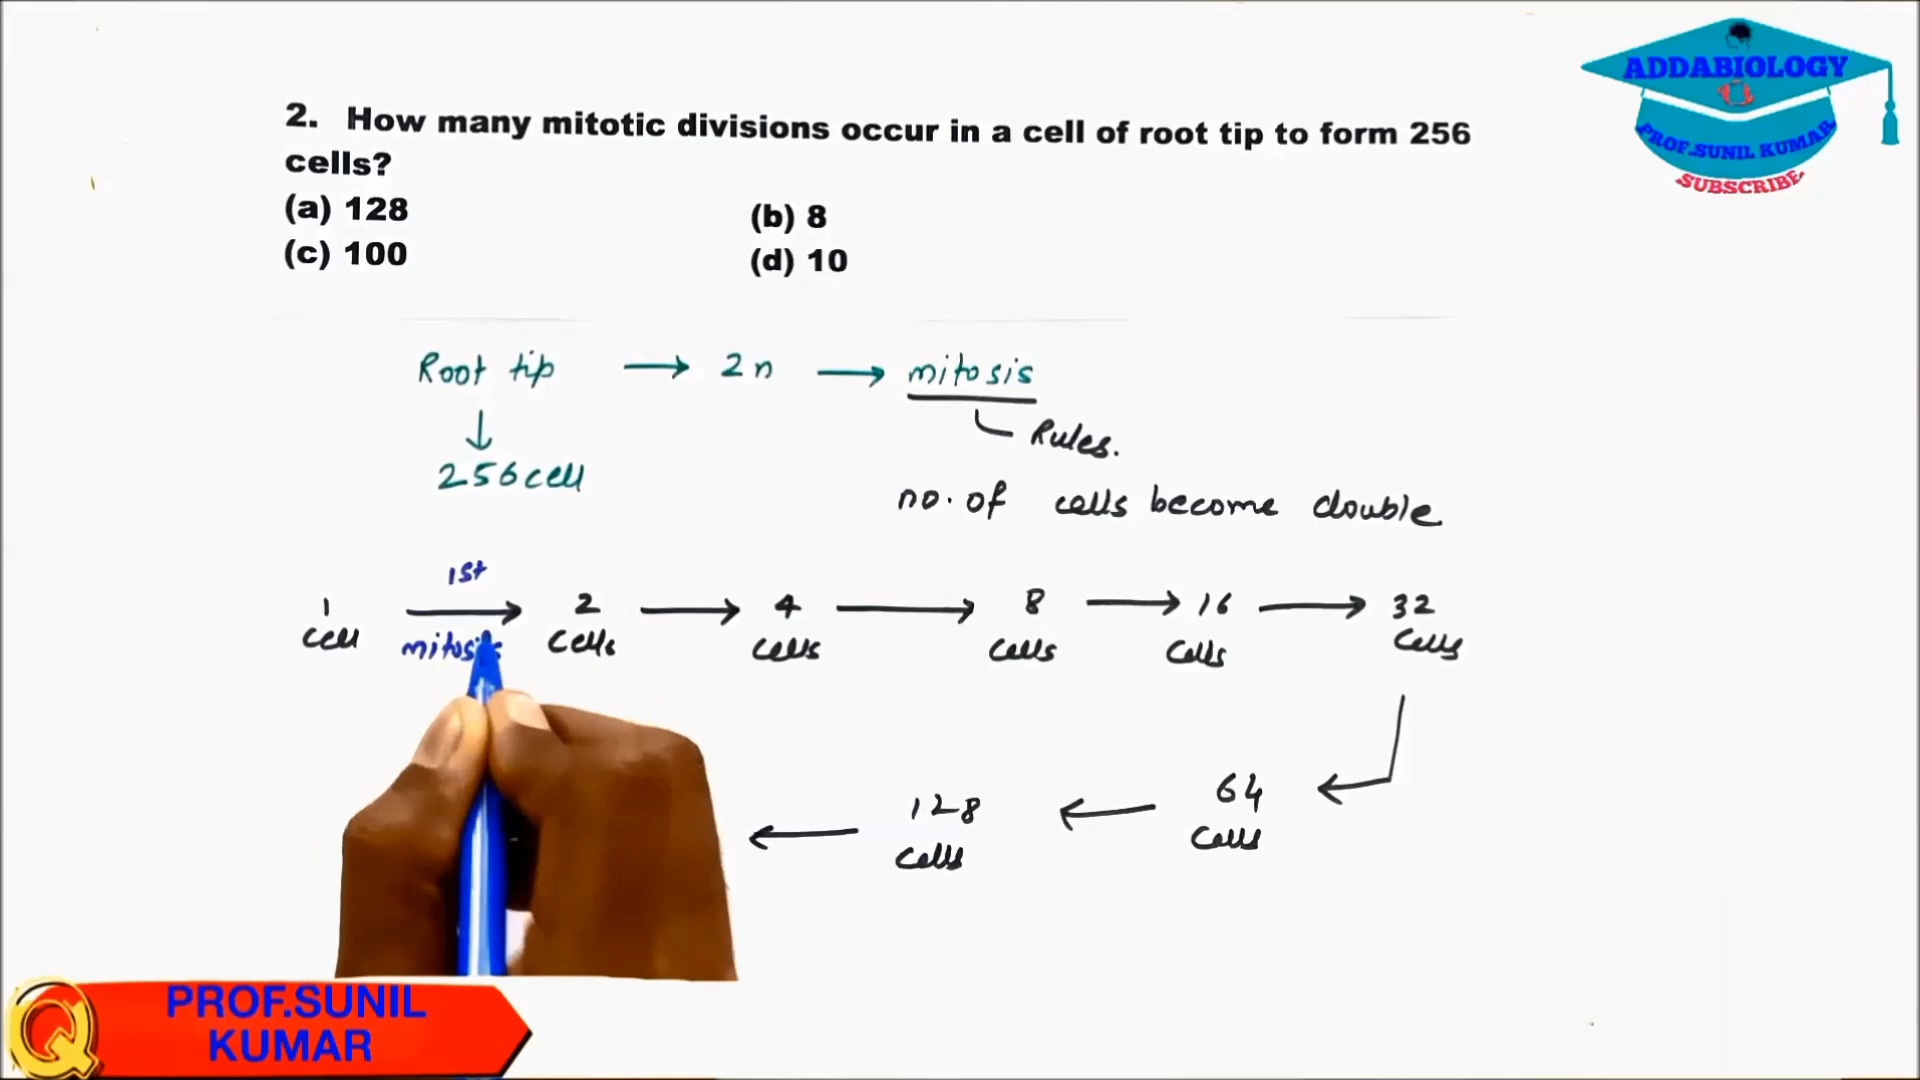 ADDABIOLOGY
PROF.SUNIL KUMAR
SUBSCRIBE
2. How many mitotic divisions occur in a cell of root tip to form 256
cells?
(a) 128 (b) 8
(c) 100 (d) 10
Root tip → 2n → mitosis
↓ Rules.
256 cell
no. of cells become double
1st
1 → 2 → 4 → 8 → 16 → 32
cell mitosis cells cells cells cells cells
64
128 ← cells
← cells
PROF.SUNIL
KUMAR